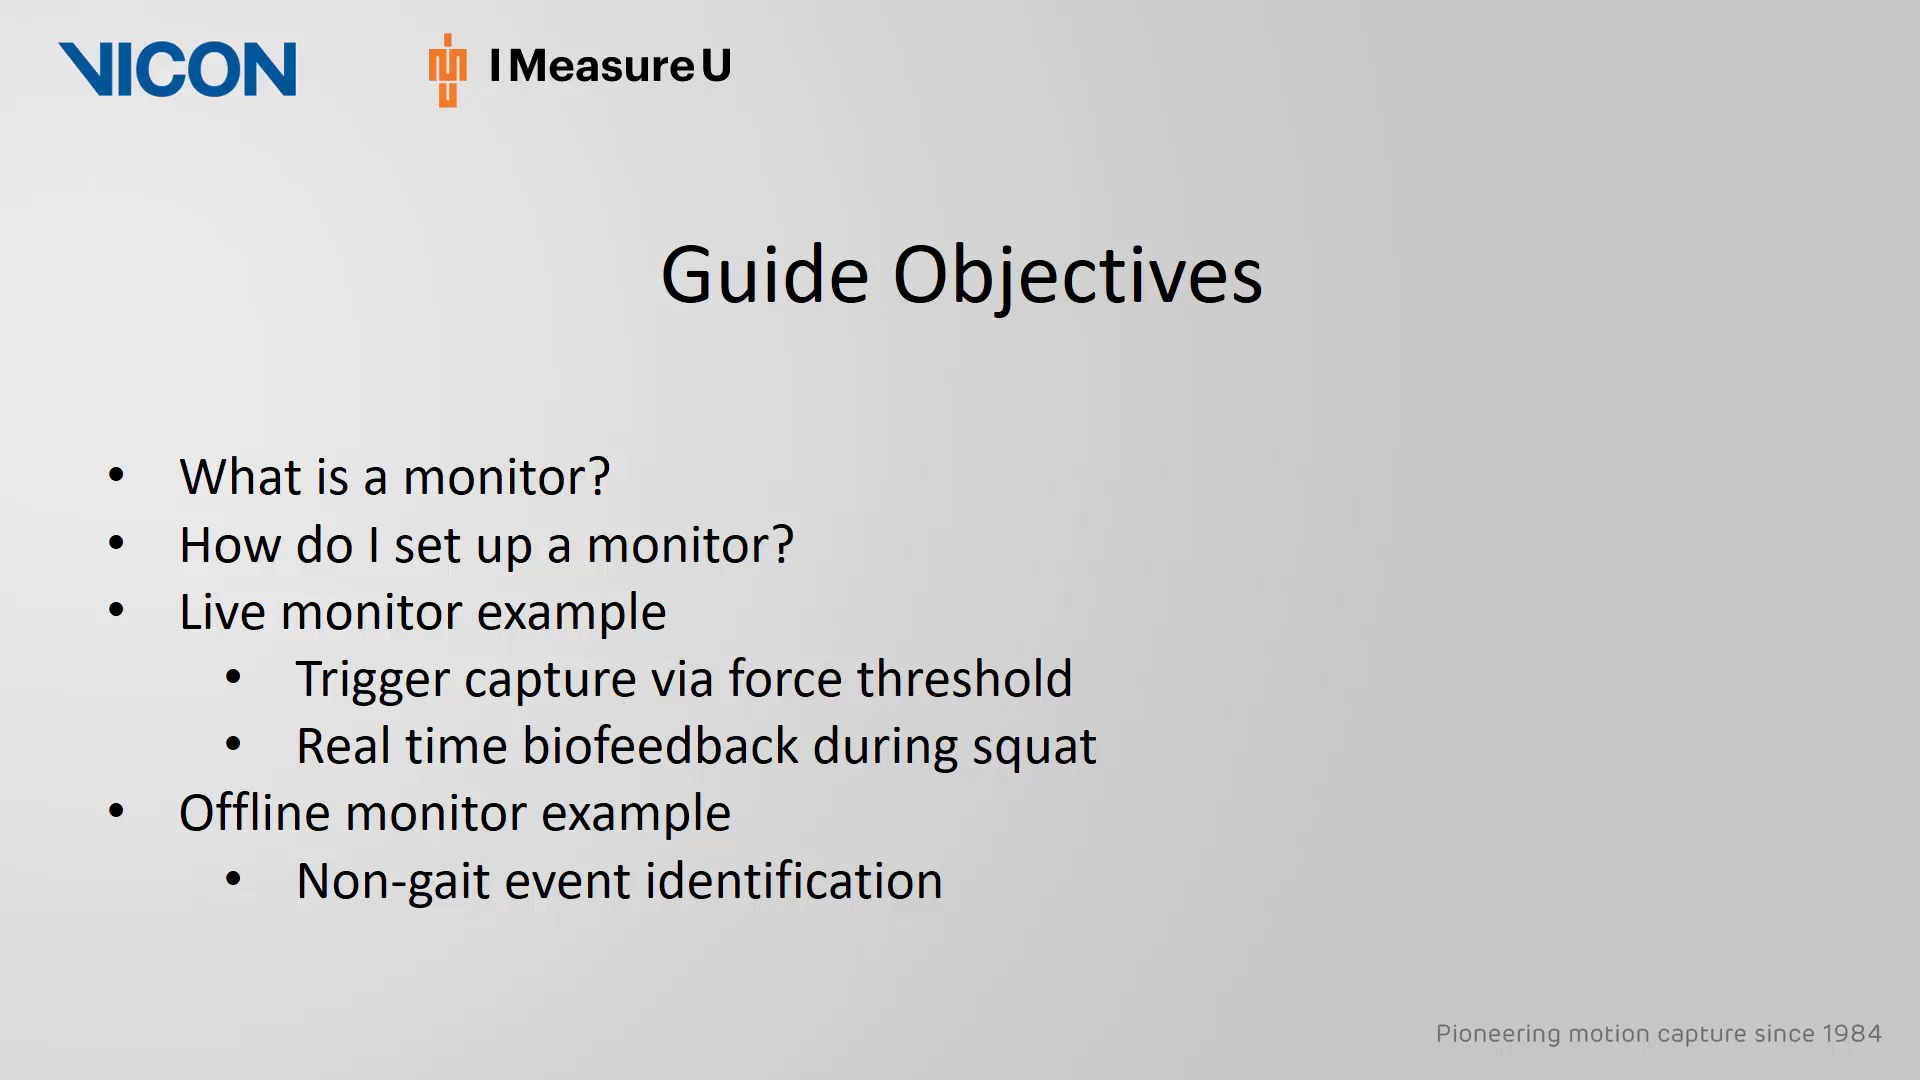 VICON
I Measure U
Guide Objectives
• What is a monitor?
• How do I set up a monitor?
• Live monitor example
• Trigger capture via force threshold
• Real time biofeedback during squat
• Offline monitor example
• Non-gait event identification
Pioneering motion capture since 1984